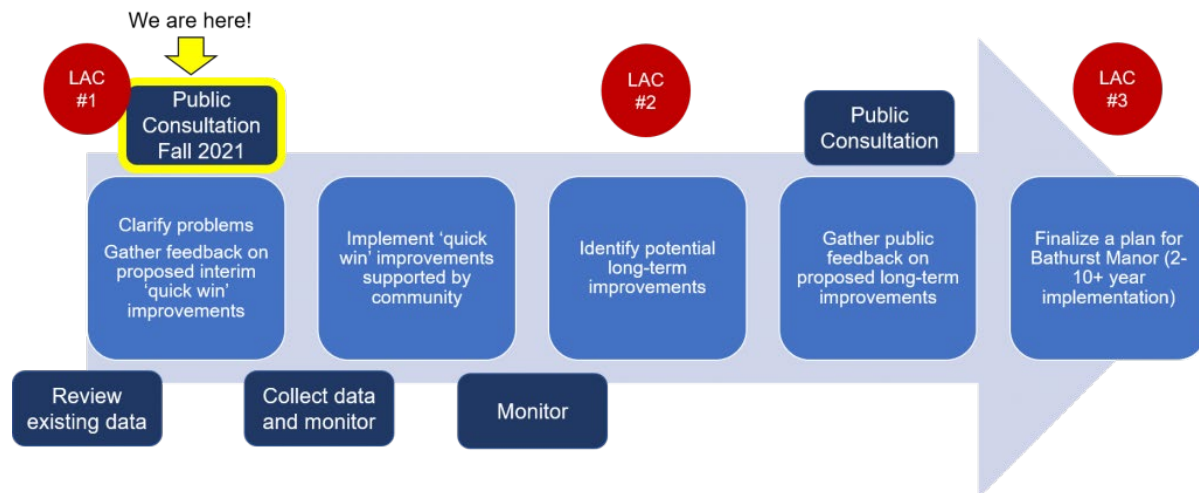 We are here!
LAC
#1
Public
Consultation
Fall 2021
LAC
#2
Public
Consultation
LAC
#3
Clarify problems
Gather feedback on
proposed interim
‘quick win’
improvements
Implement ‘quick
win’ improvements
supported by
community
Identify potential
long-term
improvements
Gather public
feedback on
proposed long-term
improvements
Finalize a plan for
Bathurst Manor (2-
10+ year
implementation)
Review
existing data
Collect data
and monitor
Monitor